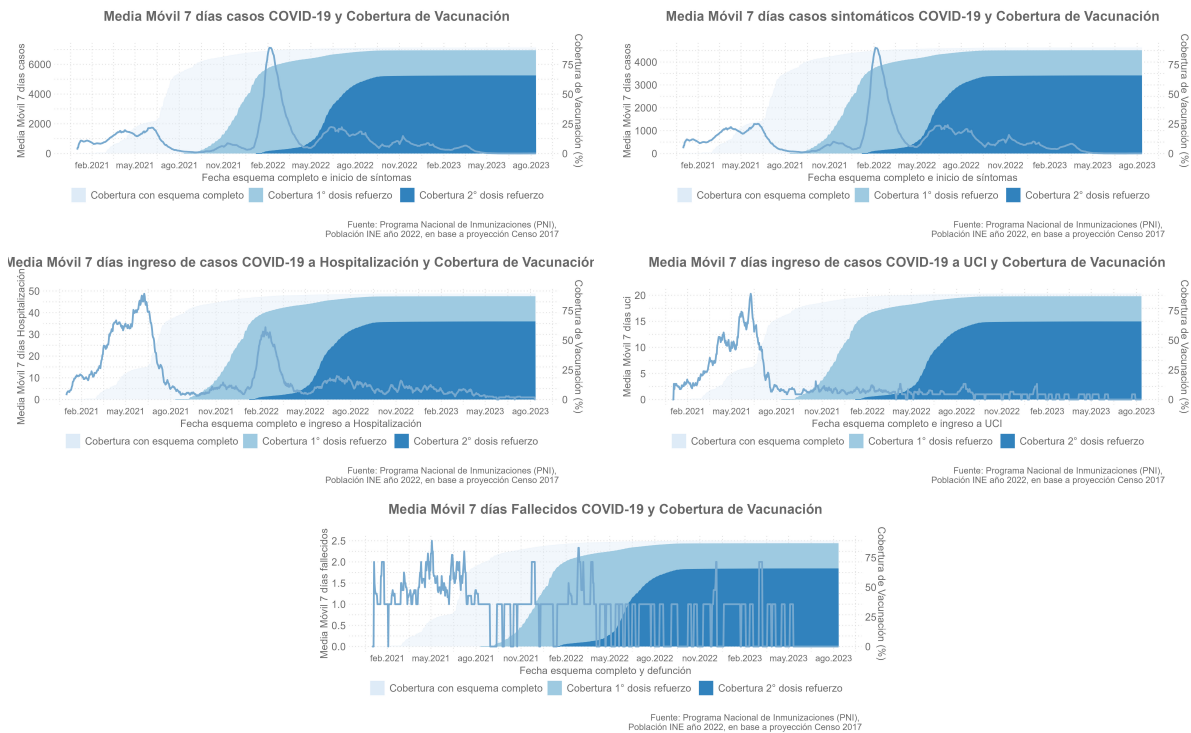 Media Móvil 7 días casos COVID-19 y Cobertura de Vacunación
Media Móvil 7 días casos
6000
4000
2000
0
75
50
25
0
Cobertura de Vacunación (%)
feb.2021 may.2021 ago.2021 nov.2021 feb.2022 may.2022 ago.2022 nov.2022 feb.2023 may.2023 ago.2023
Fecha esquema completo e inicio de síntomas
Cobertura con esquema completo Cobertura 1° dosis refuerzo Cobertura 2° dosis refuerzo
Fuente: Programa Nacional de Inmunizaciones (PNI),
Población INE año 2022, en base a proyección Censo 2017
Media Móvil 7 días casos sintomáticos COVID-19 y Cobertura de Vacunación
Media Móvil 7 días casos
4000
3000
2000
1000
0
75
50
25
0
Cobertura de Vacunación (%)
feb.2021 may.2021 ago.2021 nov.2021 feb.2022 may.2022 ago.2022 nov.2022 feb.2023 may.2023 ago.2023
Fecha esquema completo e inicio de síntomas
Cobertura con esquema completo Cobertura 1° dosis refuerzo Cobertura 2° dosis refuerzo
Fuente: Programa Nacional de Inmunizaciones (PNI),
Población INE año 2022, en base a proyección Censo 2017
Media Móvil 7 días ingreso de casos COVID-19 a Hospitalización y Cobertura de Vacunación
Media Móvil 7 días Hospitalización
50
40
30
20
10
0
75
50
25
0
Cobertura de Vacunación (%)
feb.2021 may.2021 ago.2021 nov.2021 feb.2022 may.2022 ago.2022 nov.2022 feb.2023 may.2023 ago.2023
Fecha esquema completo e ingreso a Hospitalización
Cobertura con esquema completo Cobertura 1° dosis refuerzo Cobertura 2° dosis refuerzo
Fuente: Programa Nacional de Inmunizaciones (PNI),
Población INE año 2022, en base a proyección Censo 2017
Media Móvil 7 días ingreso de casos COVID-19 a UCI y Cobertura de Vacunación
Media Móvil 7 días uci
20
15
10
5
0
75
50
25
0
Cobertura de Vacunación (%)
feb.2021 may.2021 ago.2021 nov.2021 feb.2022 may.2022 ago.2022 nov.2022 feb.2023 may.2023 ago.2023
Fecha esquema completo e ingreso a UCI
Cobertura con esquema completo Cobertura 1° dosis refuerzo Cobertura 2° dosis refuerzo
Fuente: Programa Nacional de Inmunizaciones (PNI),
Población INE año 2022, en base a proyección Censo 2017
Media Móvil 7 días Fallecidos COVID-19 y Cobertura de Vacunación
Media Móvil 7 días fallecidos
2.5
2.0
1.5
1.0
0.5
0.0
75
50
25
0
Cobertura de Vacunación (%)
feb.2021 may.2021 ago.2021 nov.2021 feb.2022 may.2022 ago.2022 nov.2022 feb.2023 may.2023 ago.2023
Fecha esquema completo y defunción
Cobertura con esquema completo Cobertura 1° dosis refuerzo Cobertura 2° dosis refuerzo
Fuente: Programa Nacional de Inmunizaciones (PNI),
Población INE año 2022, en base a proyección Censo 2017